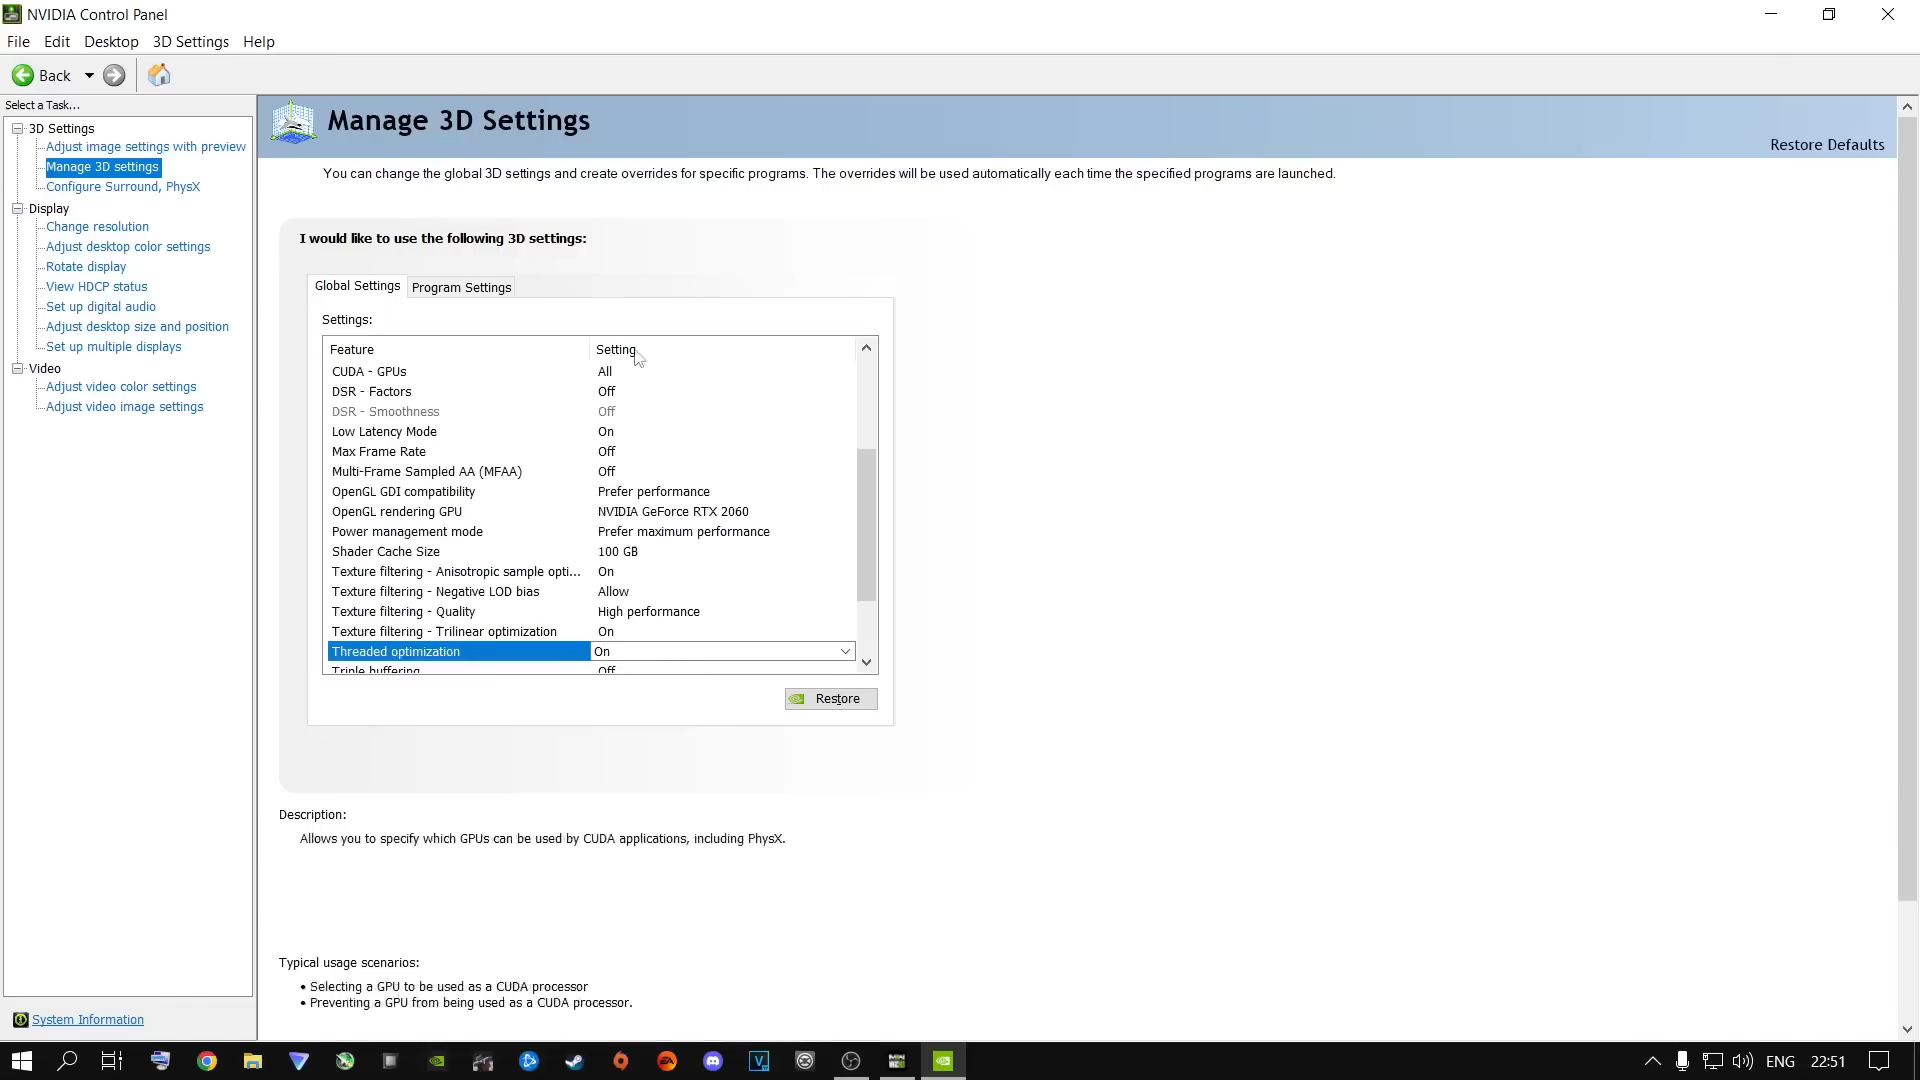 NVIDIA Control Panel
File Edit Desktop 3D Settings Help
Back
Select a Task...
3D Settings
Adjust image settings with preview
Manage 3D settings
Configure Surround, PhysX
Display
Change resolution
Adjust desktop color settings
Rotate display
View HDCP status
Set up digital audio
Adjust desktop size and position
Set up multiple displays
Video
Adjust video color settings
Adjust video image settings
System Information
Manage 3D Settings
Restore Defaults
You can change the global 3D settings and create overrides for specific programs. The overrides will be used automatically each time the specified programs are launched.
I would like to use the following 3D settings:
Global Settings Program Settings
Settings:
Feature Setting
CUDA - GPUs All
DSR - Factors Off
DSR - Smoothness Off
Low Latency Mode On
Max Frame Rate Off
Multi-Frame Sampled AA (MFAA) Off
OpenGL GDI compatibility Prefer performance
OpenGL rendering GPU NVIDIA GeForce RTX 2060
Power management mode Prefer maximum performance
Shader Cache Size 100 GB
Texture filtering - Anisotropic sample opti... On
Texture filtering - Negative LOD bias Allow
Texture filtering - Quality High performance
Texture filtering - Trilinear optimization On
Threaded optimization On
Triple buffering Off
Restore
Description:
Allows you to specify which GPUs can be used by CUDA applications, including PhysX.
Typical usage scenarios:
• Selecting a GPU to be used as a CUDA processor
• Preventing a GPU from being used as a CUDA processor.
ENG 22:51